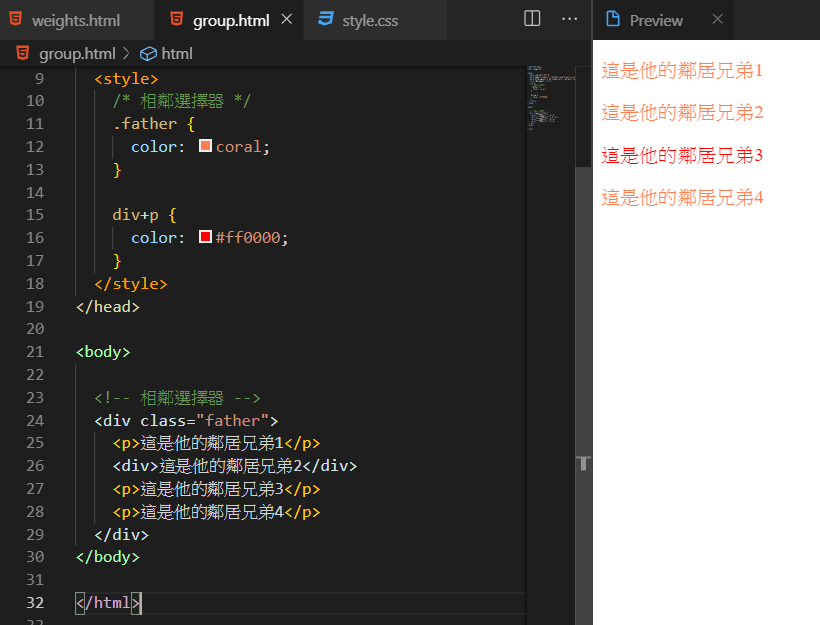 weights.html group.html style.css Preview
group.html > html
9 <style>
10 /* 相鄰選擇器 */
11 .father {
12 color: coral;
13 }
14
15 div+p {
16 color: #ff0000;
17 }
18 </style>
19 </head>
20
21 <body>
22
23 <!-- 相鄰選擇器 -->
24 <div class="father">
25 <p>這是他的鄰居兄弟1</p>
26 <div>這是他的鄰居兄弟2</div>
27 <p>這是他的鄰居兄弟3</p>
28 <p>這是他的鄰居兄弟4</p>
29 </div>
30 </body>
31
32 </html>
33
這是他的鄰居兄弟1
這是他的鄰居兄弟2
這是他的鄰居兄弟3
這是他的鄰居兄弟4